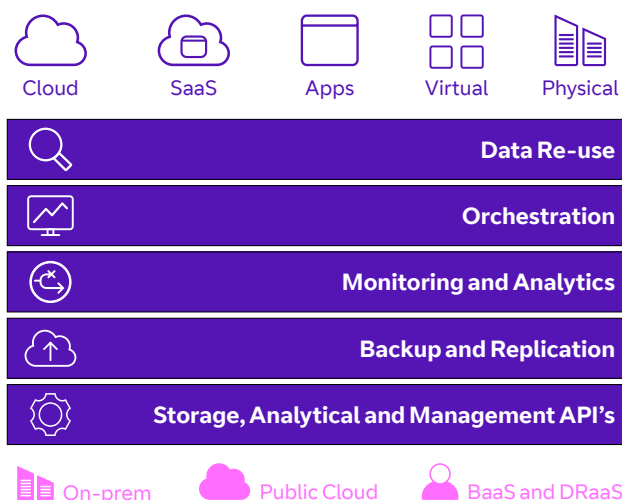 Cloud SaaS Apps Virtual Physical
Data Re-use
Orchestration
Monitoring and Analytics
Backup and Replication
Storage, Analytical and Management API’s
On-prem Public Cloud BaaS and DRaaS